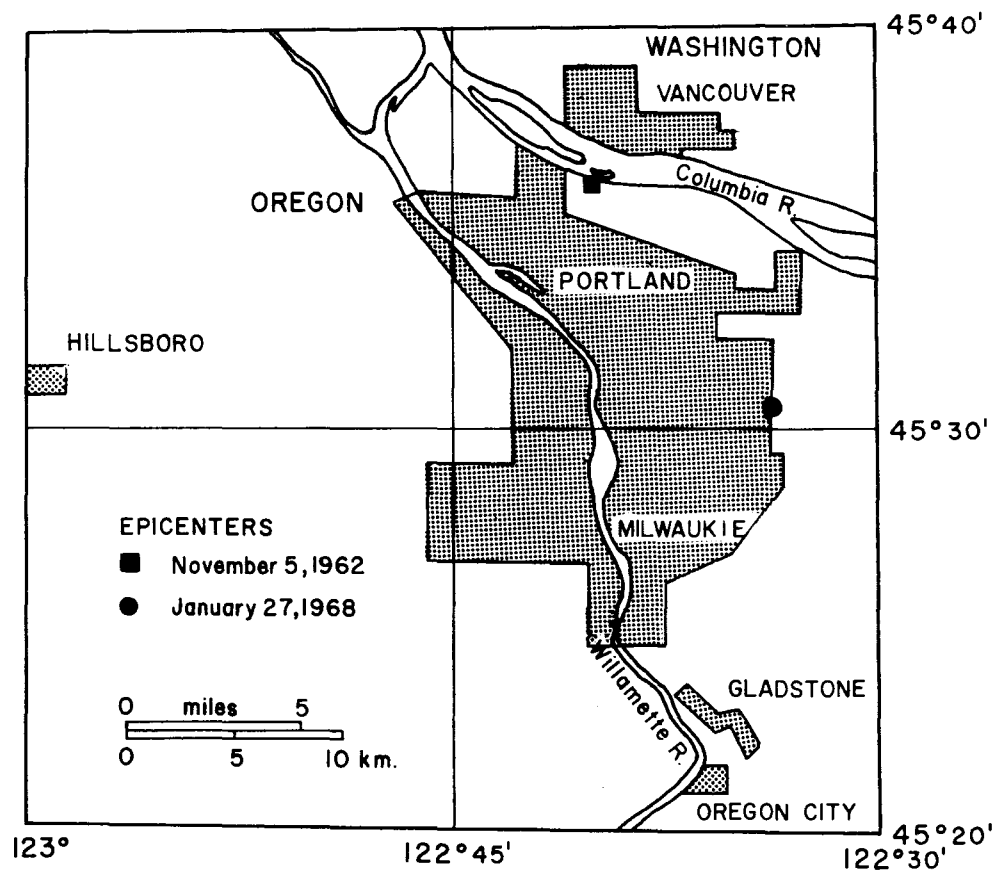 45°40'
WASHINGTON
VANCOUVER
Columbia R.
OREGON
PORTLAND
HILLSBORO
45°30'
EPICENTERS
MILWAUKIE
November 5, 1962
January 27, 1968
Willamette R.
GLADSTONE
0 miles 5
0 5 10 km.
OREGON CITY
45°20'
123° 122°45' 122°30'